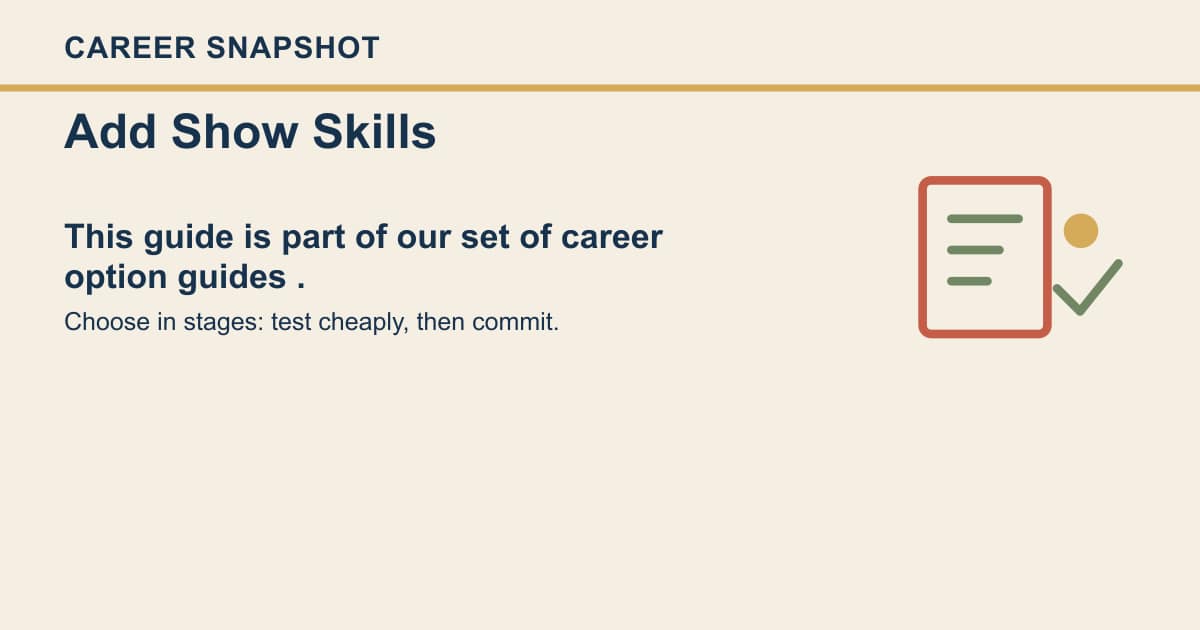 CAREER SNAPSHOT
Add Show Skills
This guide is part of our set of career
option guides .
Choose in stages: test cheaply, then commit.